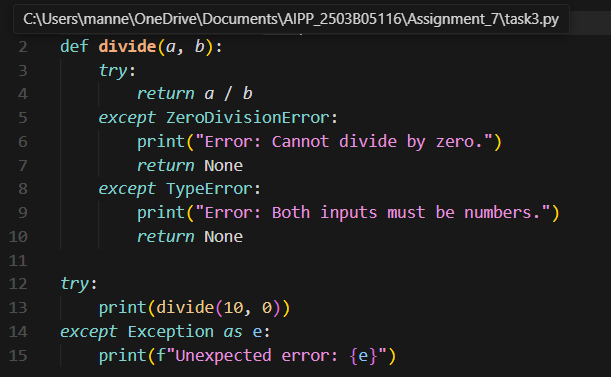 C:\Users\manne\OneDrive\Documents\AIPP_2503B05116\Assignment_7\task3.py
2 def divide(a, b):
3     try:
4         return a / b
5     except ZeroDivisionError:
6         print("Error: Cannot divide by zero.")
7         return None
8     except TypeError:
9         print("Error: Both inputs must be numbers.")
10         return None
11
12 try:
13     print(divide(10, 0))
14 except Exception as e:
15     print(f"Unexpected error: {e}")